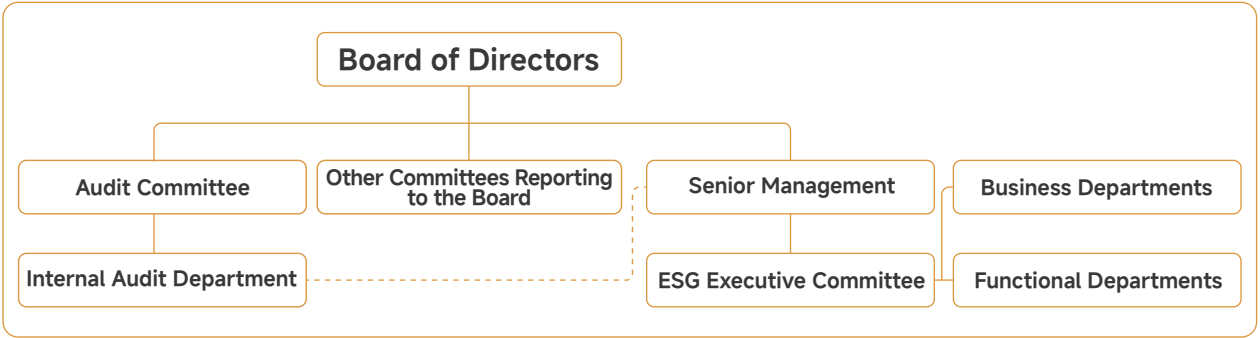 Board of Directors
Audit Committee
Other Committees Reporting
to the Board
Senior Management
Business Departments
Internal Audit Department
ESG Executive Committee
Functional Departments